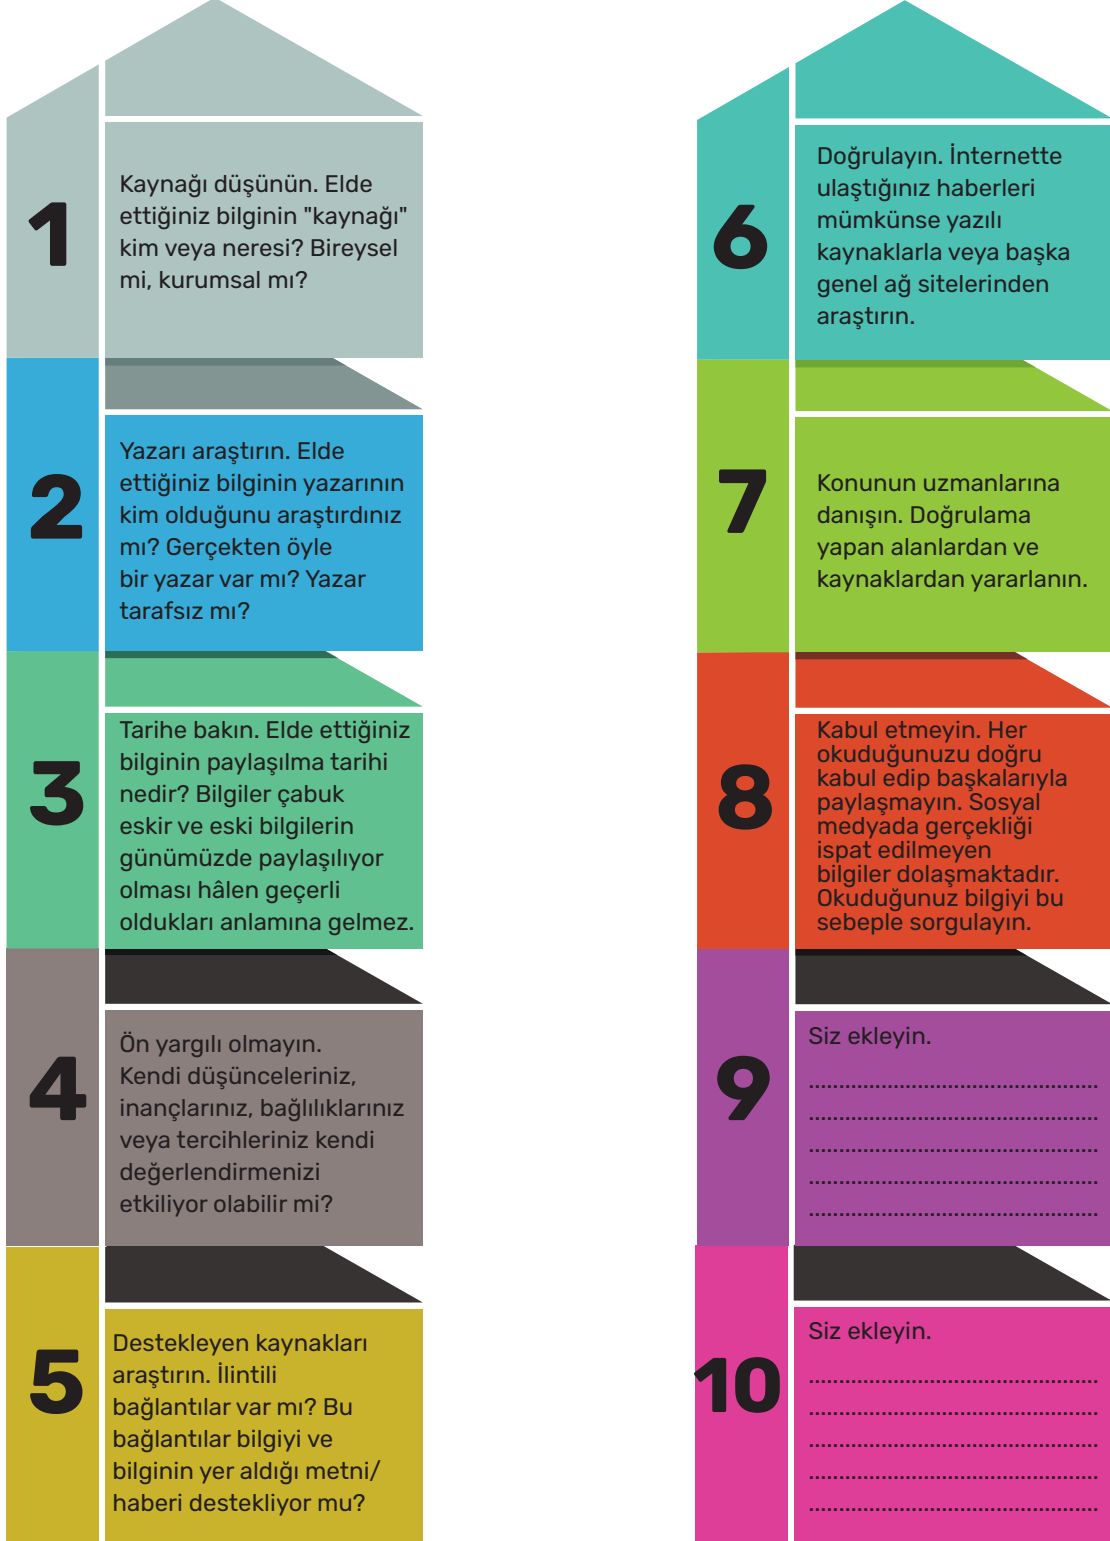 1
Kaynağı düşünün. Elde
ettiğiniz bilginin "kaynağı"
kim veya neresi? Bireysel
mi, kurumsal mı?
2
Yazarı araştırın. Elde
ettiğiniz bilginin yazarının
kim olduğunu araştırdınız
mı? Gerçekten öyle
bir yazar var mı? Yazar
tarafsız mı?
3
Tarihe bakın. Elde ettiğiniz
bilginin paylaşılma tarihi
nedir? Bilgiler çabuk
eskir ve eski bilgilerin
günümüzde paylaşılıyor
olması hâlen geçerli
oldukları anlamına gelmez.
4
Ön yargılı olmayın.
Kendi düşünceleriniz,
inançlarınız, bağlılıklarınız
veya tercihleriniz kendi
değerlendirmenizi
etkiliyor olabilir mi?
5
Destekleyen kaynakları
araştırın. İlintili
bağlantılar var mı? Bu
bağlantılar bilgiyi ve
bilginin yer aldığı metni/
haberi destekliyor mu?
6
Doğrulayın. İnternette
ulaştığınız haberleri
mümkünse yazılı
kaynaklarla veya başka
genel ağ sitelerinden
araştırın.
7
Konunun uzmanlarına
danışın. Doğrulama
yapan alanlardan ve
kaynaklardan yararlanın.
8
Kabul etmeyin. Her
okuduğunuzu doğru
kabul edip başkalarıyla
paylaşmayın. Sosyal
medyada gerçekliği
ispat edilmeyen
bilgiler dolaşmaktadır.
Okuduğunuz bilgiyi bu
sebeple sorgulayın.
9
Siz ekleyin.
................................................
................................................
................................................
................................................
................................................
10
Siz ekleyin.
................................................
................................................
................................................
................................................
................................................